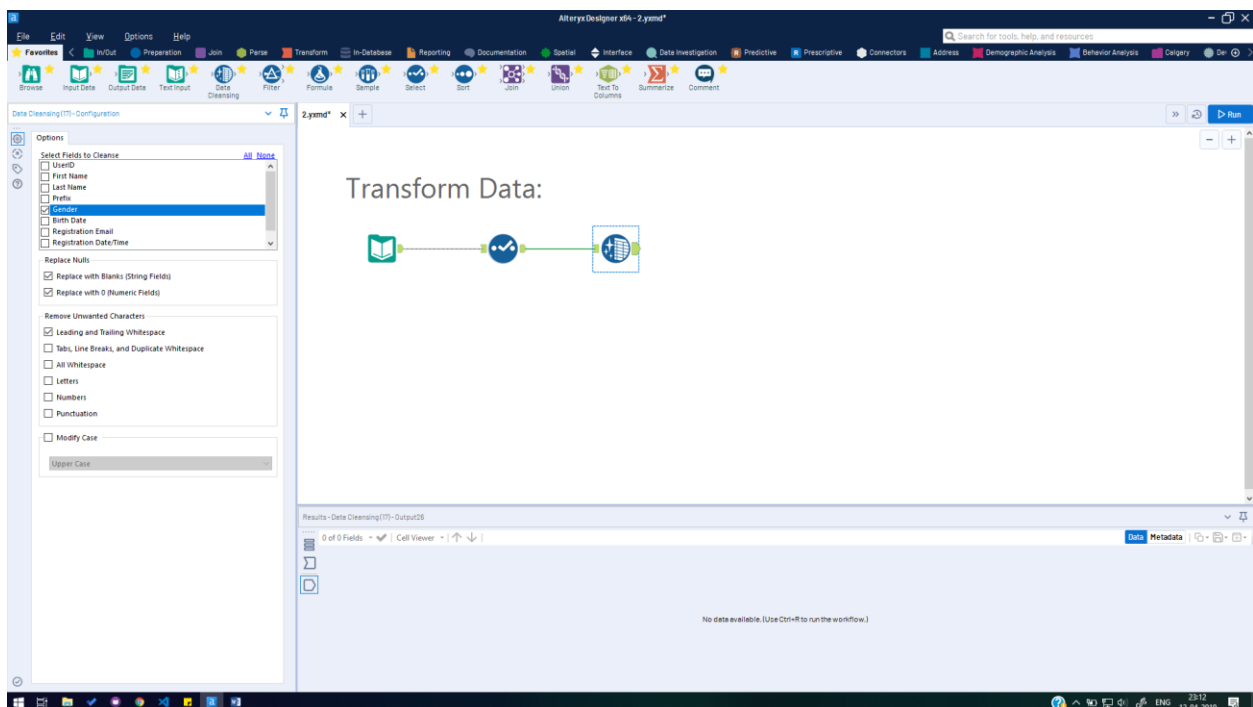 Alteryx Designer x64 - 2.yxmd*
File Edit View Options Help
Search for tools, help, and resources
Favorites In/Out Preparation Join Parse Transform In-Database Reporting Documentation Spatial Interface Data Investigation Predictive Prescriptive Connectors Address Demographic Analysis Behavior Analysis Calgary De
Browse Input Data Output Data Text Input Data Cleansing Filter Formula Sample Select Sort Join Union Text To Columns Summarize Comment
Data Cleansing (17) - Configuration
2.yxmd*
Run
Options
Select Fields to Cleanse All None
UserID
First Name
Last Name
Prefix
Gender
Birth Date
Registration Email
Registration Date/Time
Replace Nulls
Replace with Blanks (String Fields)
Replace with 0 (Numeric Fields)
Remove Unwanted Characters
Leading and Trailing Whitespace
Tabs, Line Breaks, and Duplicate Whitespace
All Whitespace
Letters
Numbers
Punctuation
Modify Case
Upper Case
Transform Data:
Results - Data Cleansing (17) - Output28
0 of 0 Fields Cell Viewer
Data Metadata
No data available. (Use Ctrl+R to run the workflow.)
ENG
23:12